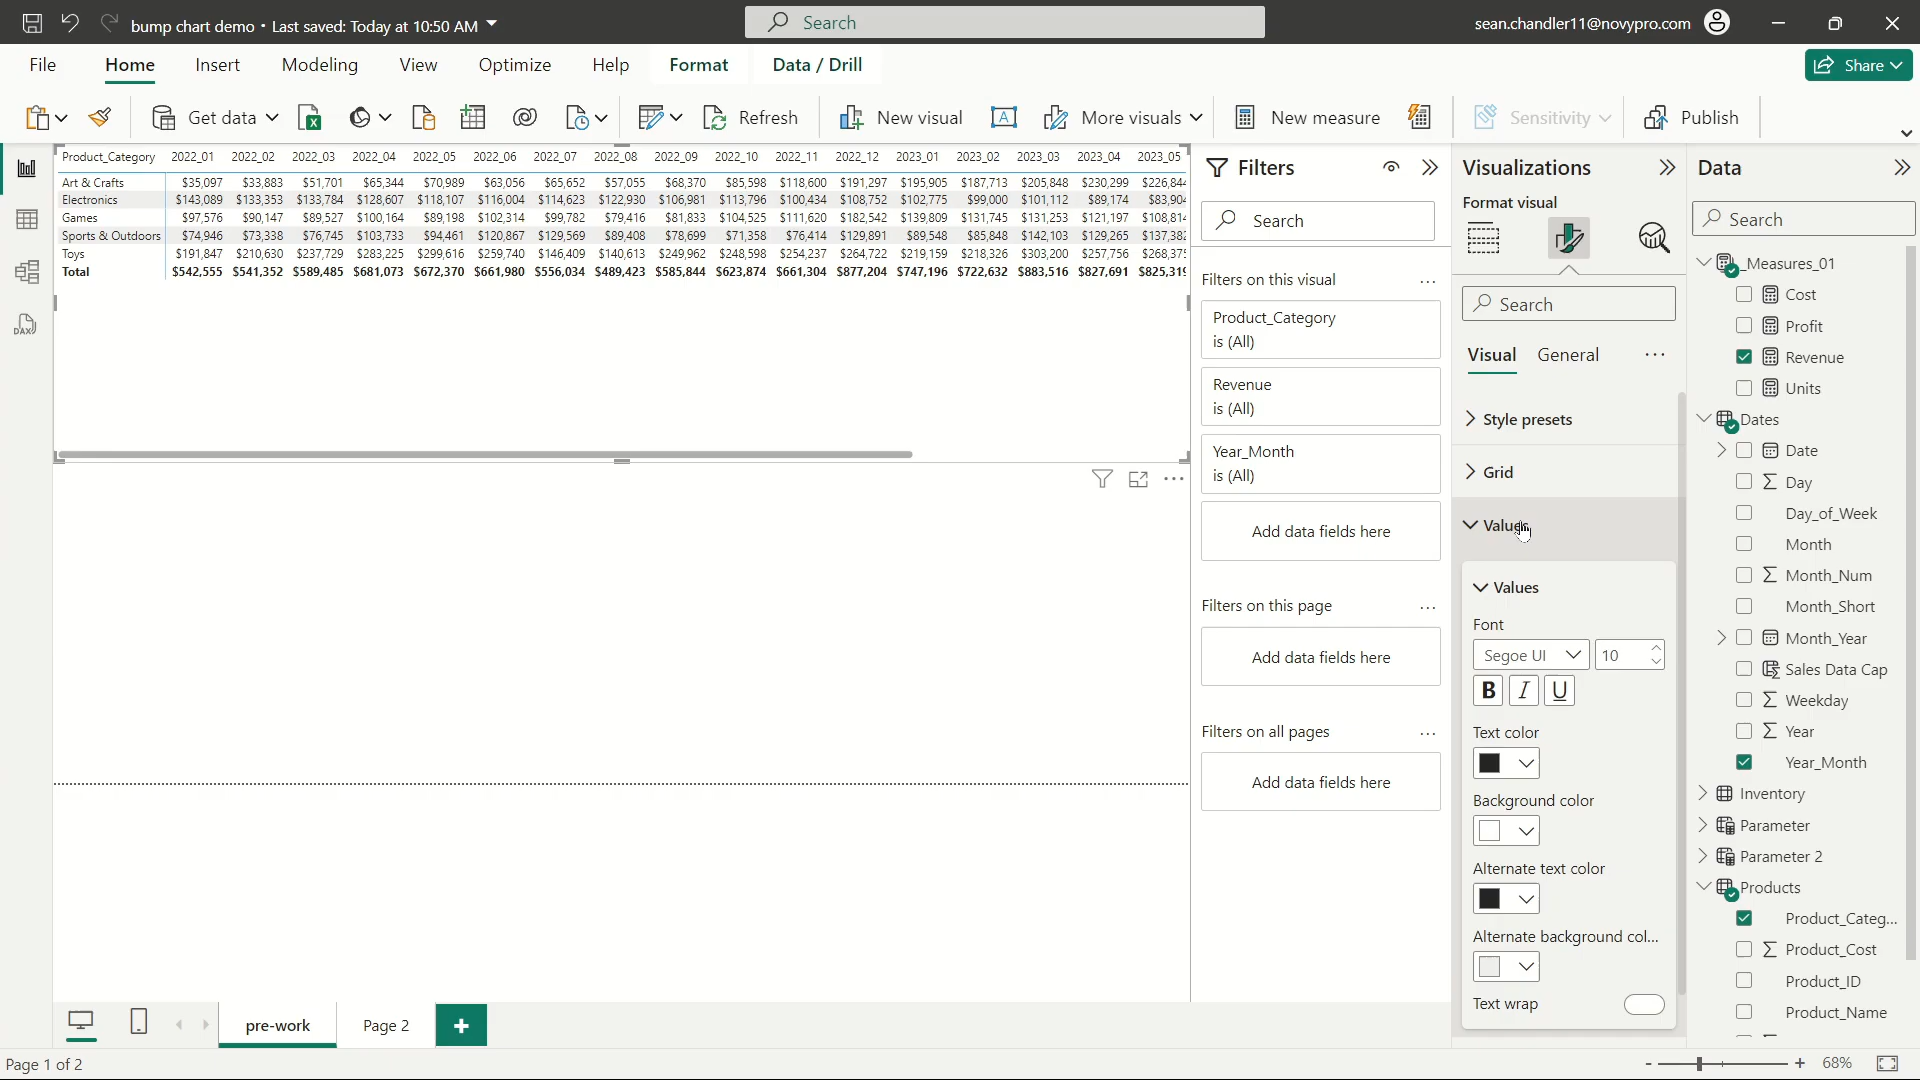 bump chart demo • Last saved: Today at 10:50 AM
Search
sean.chandler11@novypro.com
File Home Insert Modeling View Optimize Help Format Data / Drill
Share
Get data
Refresh
New visual
More visuals
New measure
Sensitivity
Publish
Product_Category 2022_01 2022_02 2022_03 2022_04 2022_05 2022_06 2022_07 2022_08 2022_09 2022_10 2022_11 2022_12 2023_01 2023_02 2023_03 2023_04 2023_05
Art & Crafts $35,097 $33,883 $51,701 $65,344 $70,989 $63,056 $65,652 $57,055 $68,370 $85,598 $118,600 $191,297 $195,905 $187,713 $205,848 $230,299 $226,84
Electronics $143,089 $133,353 $133,784 $128,607 $118,107 $116,004 $114,623 $122,930 $106,981 $113,796 $100,434 $108,752 $102,775 $99,000 $101,112 $89,174 $83,90
Games $97,576 $90,147 $89,527 $100,164 $89,198 $102,314 $99,782 $79,416 $81,833 $104,525 $111,620 $182,542 $139,809 $131,745 $131,253 $121,197 $108,81
Sports & Outdoors $74,946 $73,338 $76,745 $103,733 $94,461 $120,867 $129,569 $89,408 $78,699 $71,358 $76,414 $129,891 $89,548 $85,848 $142,103 $129,265 $137,38
Toys $191,847 $210,630 $237,729 $283,225 $299,616 $259,740 $146,409 $140,613 $249,962 $248,598 $254,237 $264,722 $219,159 $218,326 $303,200 $257,756 $268,37
Total $542,555 $541,352 $589,485 $681,073 $672,370 $661,980 $556,034 $489,423 $585,844 $623,874 $661,304 $877,204 $747,196 $722,632 $883,516 $827,691 $825,31
Filters
Search
Filters on this visual
Product_Category
is (All)
Revenue
is (All)
Year_Month
is (All)
Add data fields here
Filters on this page
Add data fields here
Filters on all pages
Add data fields here
Visualizations
Format visual
Search
Visual General
Style presets
Grid
Values
Values
Font
Segoe UI 10
B I U
Text color
Background color
Alternate text color
Alternate background col...
Text wrap
Data
Search
_Measures_01
Cost
Profit
Revenue
Units
Dates
Date
Day
Day_of_Week
Month
Month_Num
Month_Short
Month_Year
Sales Data Cap
Weekday
Year
Year_Month
Inventory
Parameter
Parameter 2
Products
Product_Categ...
Product_Cost
Product_ID
Product_Name
DAX
pre-work
Page 2
Page 1 of 2
68%